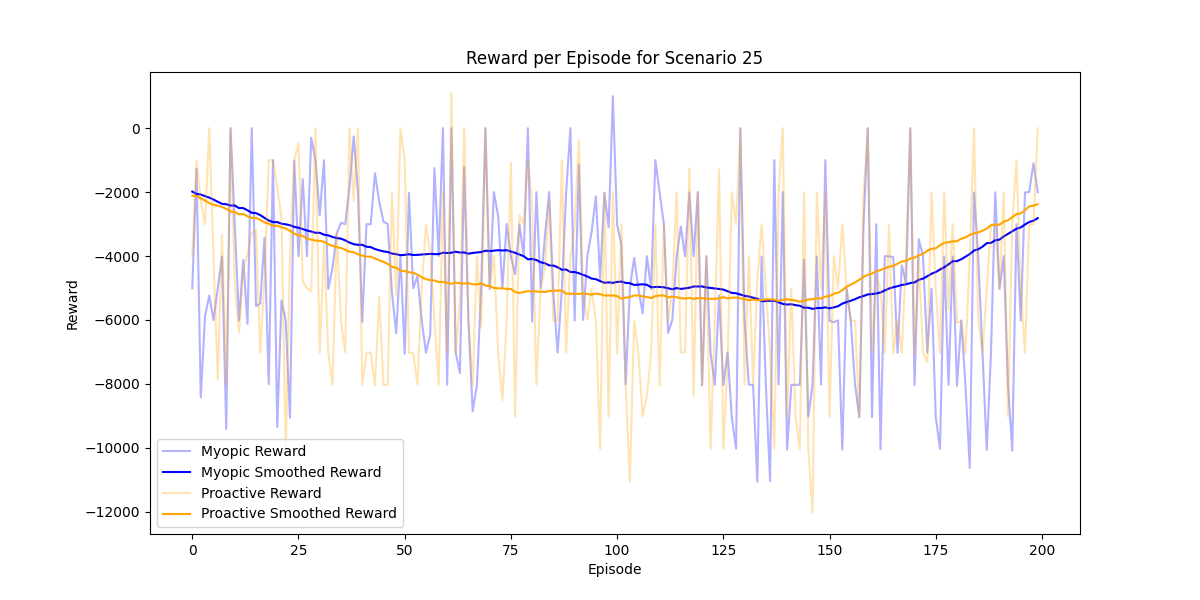 Reward per Episode for Scenario 25
Reward
0
−2000
−4000
−6000
−8000
−10000
−12000
Myopic Reward
Myopic Smoothed Reward
Proactive Reward
Proactive Smoothed Reward
0 25 50 75 100 125 150 175 200
Episode